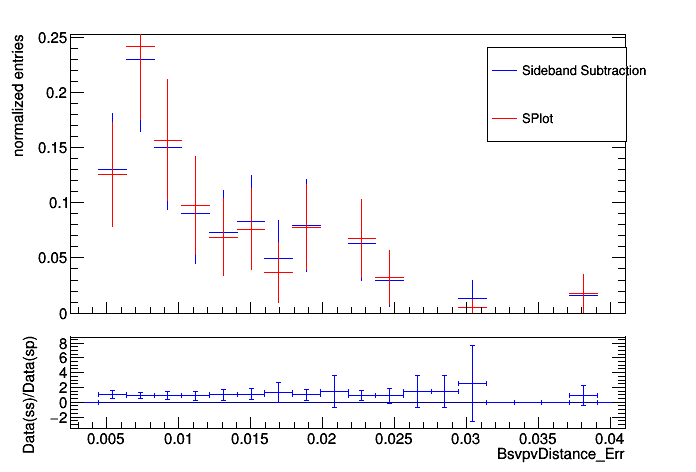 normalized entries
0.25
0.2
0.15
0.1
0.05
0
Sideband Subtraction
SPlot
Data(ss)/Data(sp)
8
6
4
2
0
−2
0.005 0.01 0.015 0.02 0.025 0.03 0.035 0.04
BsvpvDistance_Err